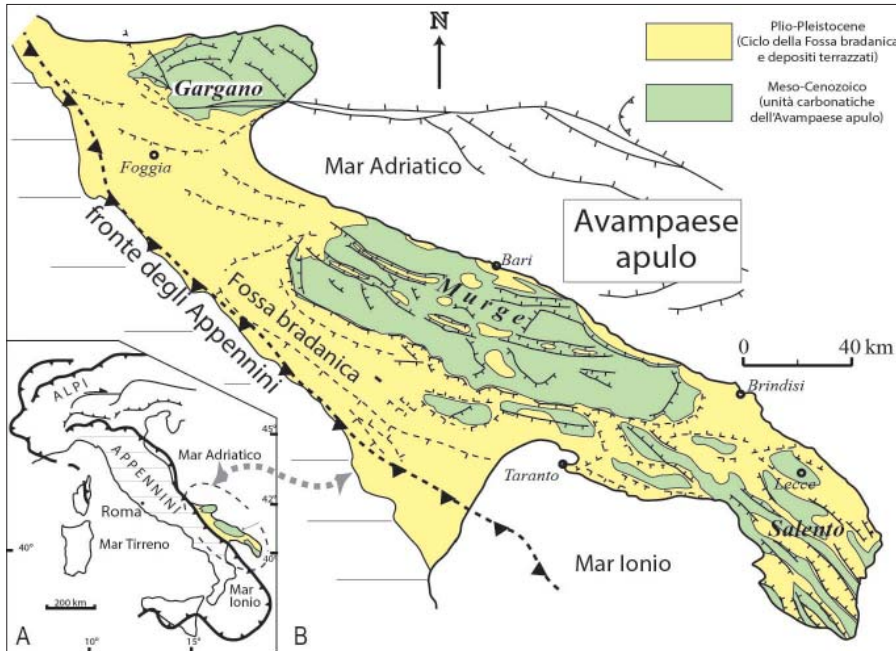 Gargano
N
Plio-Pleistocene
(Ciclo della Fossa bradanica
e depositi terrazzati)
Meso-Cenozoico
(unità carbonatiche
dell'Avampaese apulo)
Foggia
Mar Adriatico
Avampaese
apulo
fronte degli Appennini
Fossa bradanica
Bari
Murge
0 40 km
Brindisi
Taranto
Lecce
Salento
Mar Ionio
ALPI
APPENNINI
Mar Adriatico
45°
42°
40°
Roma
Mar Tirreno
40°
Mar
Ionio
200 km
A
10°
15°
B